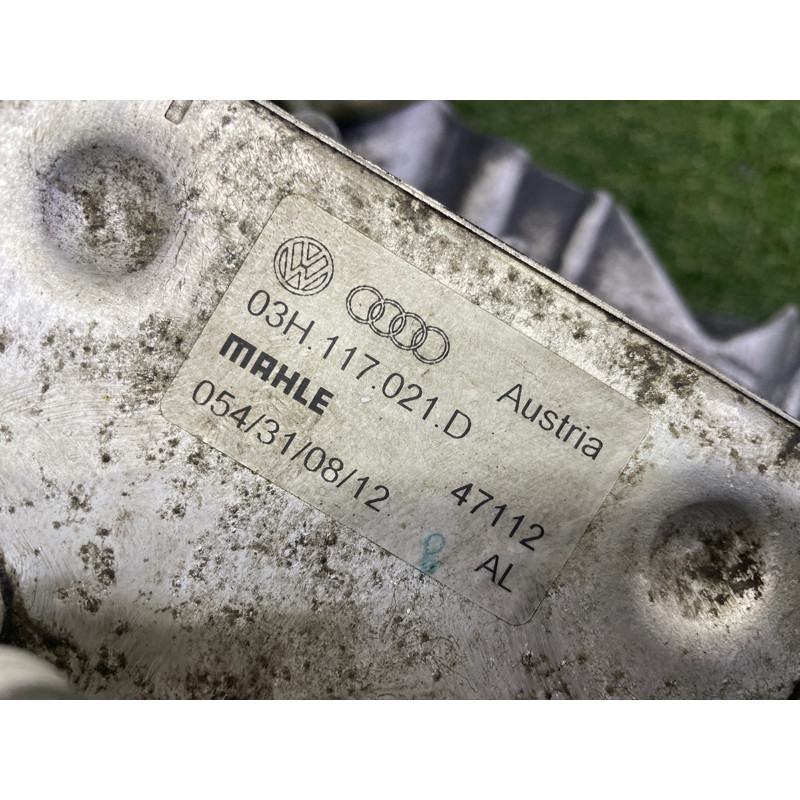 03H.117.021.D
Austria
MAHLE
054/31/08/12
47112
AL